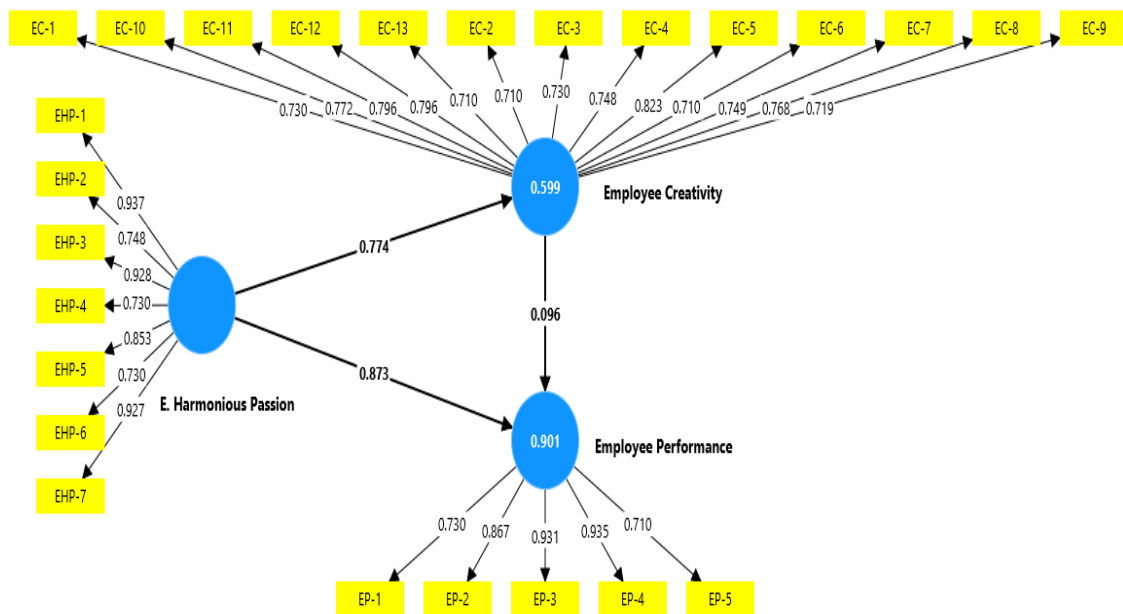 EC-1 EC-10 EC-11 EC-12 EC-13 EC-2 EC-3 EC-4 EC-5 EC-6 EC-7 EC-8 EC-9
0.730 0.772 0.796 0.796 0.710 0.710 0.730 0.748 0.823 0.710 0.749 0.768 0.719
EHP-1
EHP-2
EHP-3
EHP-4
EHP-5
EHP-6
EHP-7
0.937
0.748
0.928
0.730
0.853
0.730
0.927
E. Harmonious Passion
0.774
0.873
0.599
Employee Creativity
0.096
0.901
Employee Performance
0.730 0.867 0.931 0.935 0.710
EP-1 EP-2 EP-3 EP-4 EP-5